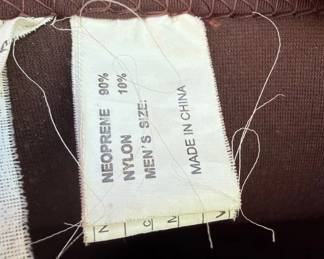 NEOPRENE 90%
NYLON 10%
MEN'S SIZE:
MADE IN CHINA